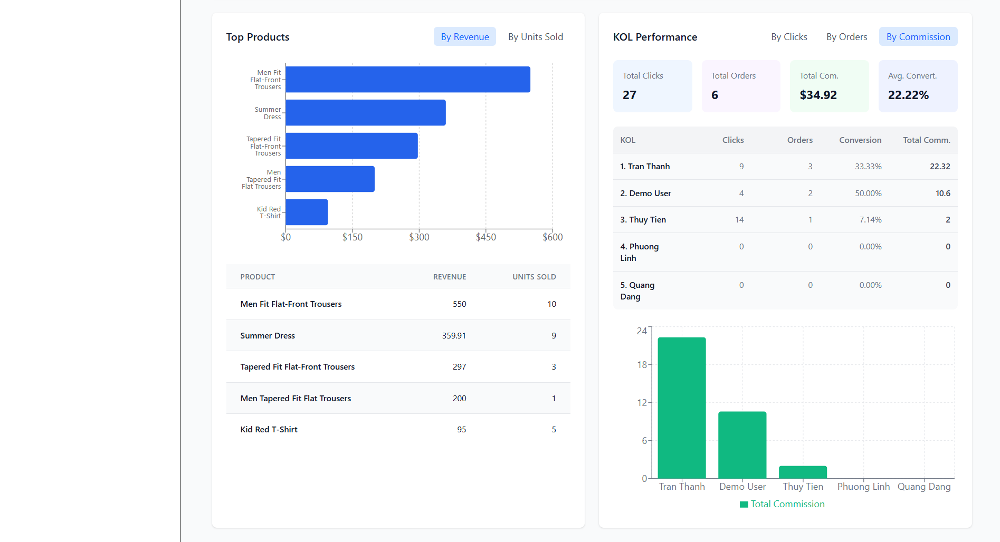 Top Products
By Revenue
By Units Sold
Men Fit
Flat-Front
Trousers
Summer
Dress
Tapered Fit
Flat-Front
Trousers
Men
Tapered Fit
Flat Trousers
Kid Red
T-Shirt
$0 $150 $300 $450 $600
PRODUCT REVENUE UNITS SOLD
Men Fit Flat-Front Trousers 550 10
Summer Dress 359.91 9
Tapered Fit Flat-Front Trousers 297 3
Men Tapered Fit Flat Trousers 200 1
Kid Red T-Shirt 95 5
KOL Performance
By Clicks
By Orders
By Commission
Total Clicks
27
Total Orders
6
Total Com.
$34.92
Avg. Convert.
22.22%
KOL Clicks Orders Conversion Total Comm.
1. Tran Thanh 9 3 33.33% 22.32
2. Demo User 4 2 50.00% 10.6
3. Thuy Tien 14 1 7.14% 2
4. Phuong 0 0 0.00% 0
Linh
5. Quang 0 0 0.00% 0
Dang
24
18
12
6
0
Tran Thanh Demo User Thuy Tien Phuong Linh Quang Dang
Total Commission